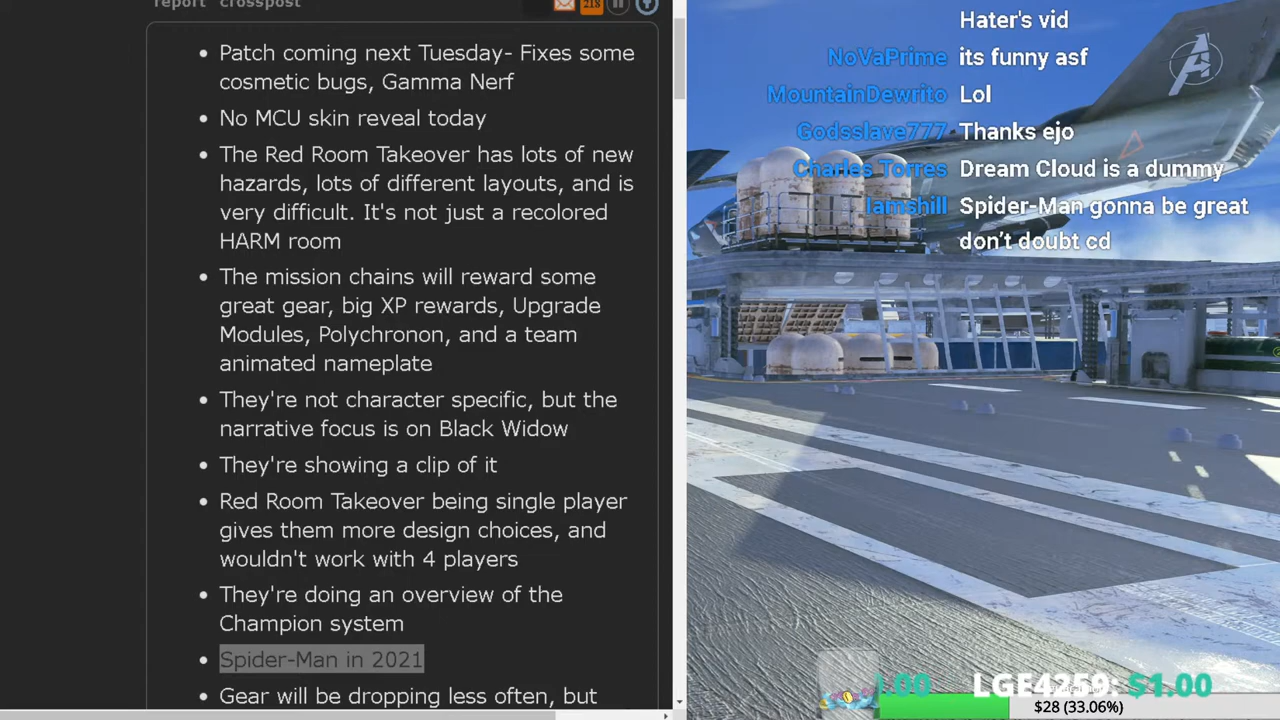 report crosspost
218
Patch coming next Tuesday- Fixes some
cosmetic bugs, Gamma Nerf
No MCU skin reveal today
The Red Room Takeover has lots of new
hazards, lots of different layouts, and is
very difficult. It's not just a recolored
HARM room
The mission chains will reward some
great gear, big XP rewards, Upgrade
Modules, Polychronon, and a team
animated nameplate
They're not character specific, but the
narrative focus is on Black Widow
They're showing a clip of it
Red Room Takeover being single player
gives them more design choices, and
wouldn't work with 4 players
They're doing an overview of the
Champion system
Spider-Man in 2021
Gear will be dropping less often, but
Hater's vid
NoVaPrime its funny asf
MountainDewrito Lol
Godsslave777 Thanks ejo
Charles Torres Dream Cloud is a dummy
Iamshill Spider-Man gonna be great
don't doubt cd
LGE4259: $1.00
$28 (33.06%)